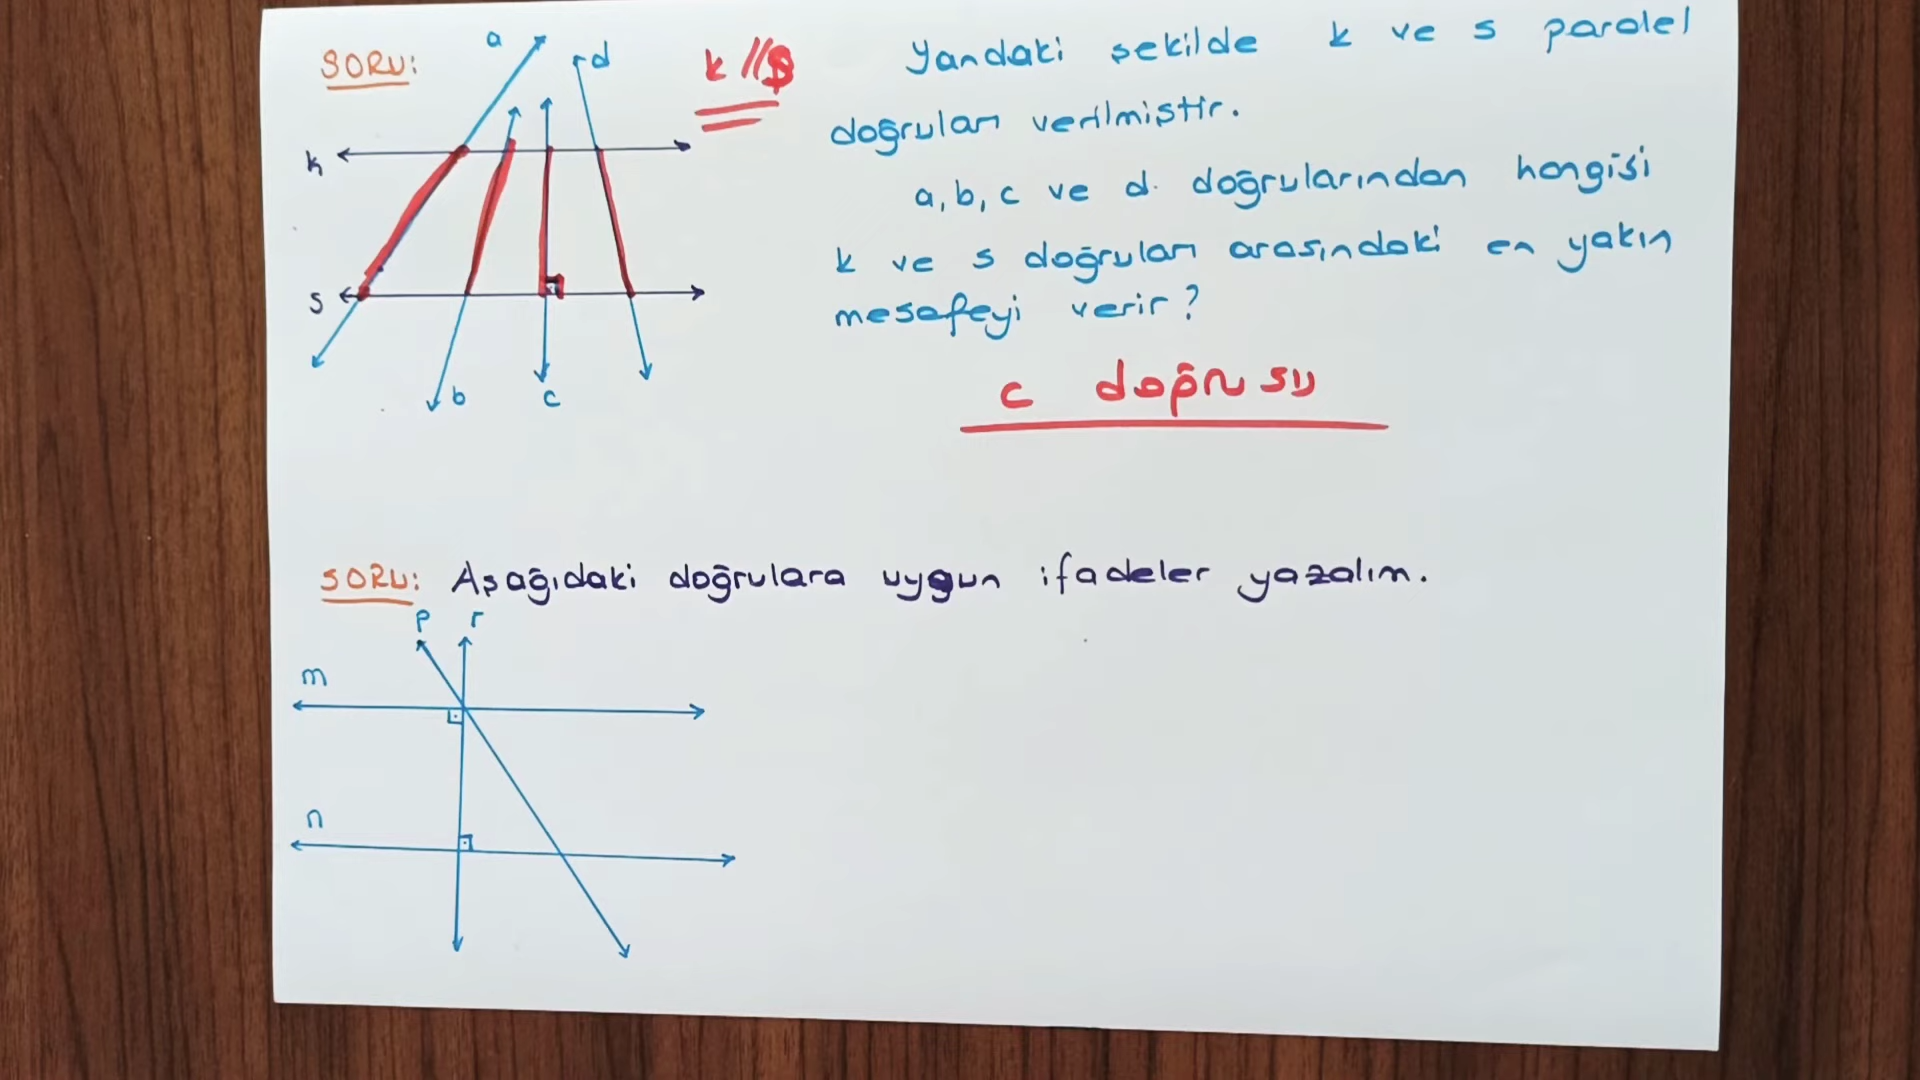 SORU:
a
d
k //s
k
s
b
c
Yandaki şekilde k ve s paralel
doğruları verilmiştir.
a, b, c ve d doğrularından hangisi
k ve s doğruları arasındaki en yakın
mesafeyi verir?
c doğrusu
SORU: Aşağıdaki doğrulara uygun ifadeler yazalım.
p r
m
n